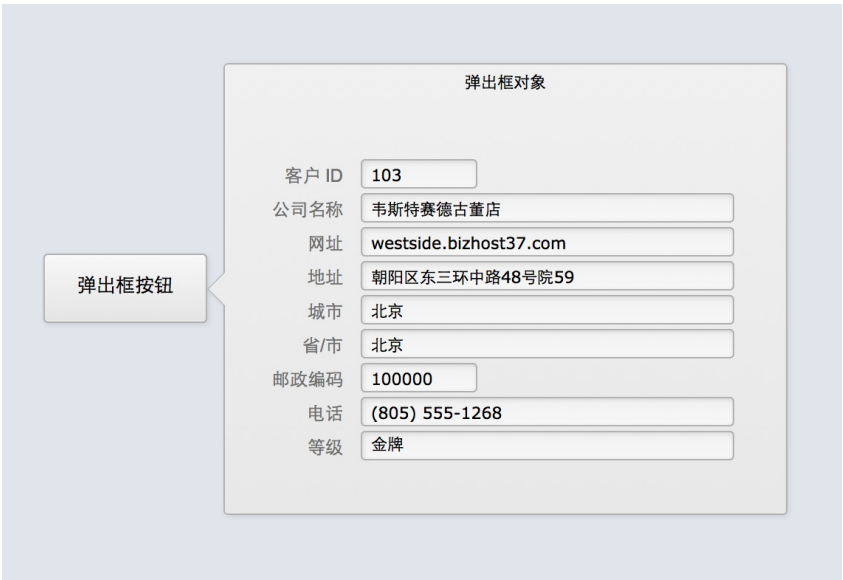 弹出框对象
客户 ID 103
公司名称 韦斯特赛德古董店
网址 westside.bizhost37.com
地址 朝阳区东三环中路48号院59
弹出框按钮
城市 北京
省/市 北京
邮政编码 100000
电话 (805) 555-1268
等级 金牌